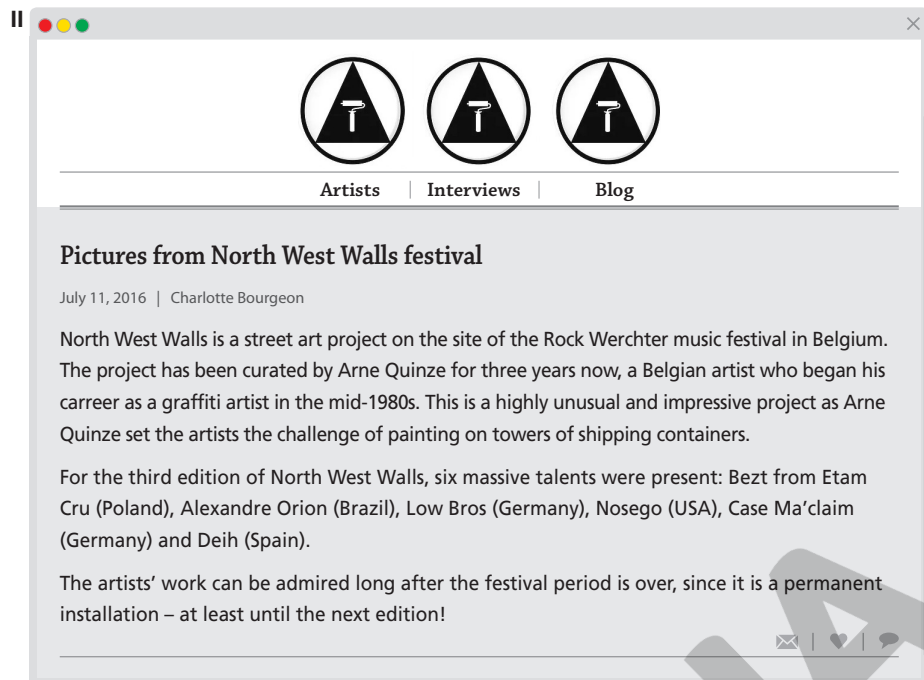 II
Artists | Interviews | Blog
Pictures from North West Walls festival
July 11, 2016 | Charlotte Bourgeon
North West Walls is a street art project on the site of the Rock Werchter music festival in Belgium.
The project has been curated by Arne Quinze for three years now, a Belgian artist who began his
carreer as a graffiti artist in the mid-1980s. This is a highly unusual and impressive project as Arne
Quinze set the artists the challenge of painting on towers of shipping containers.
For the third edition of North West Walls, six massive talents were present: Bezt from Etam
Cru (Poland), Alexandre Orion (Brazil), Low Bros (Germany), Nosego (USA), Case Ma’claim
(Germany) and Deih (Spain).
The artists’ work can be admired long after the festival period is over, since it is a permanent
installation – at least until the next edition!